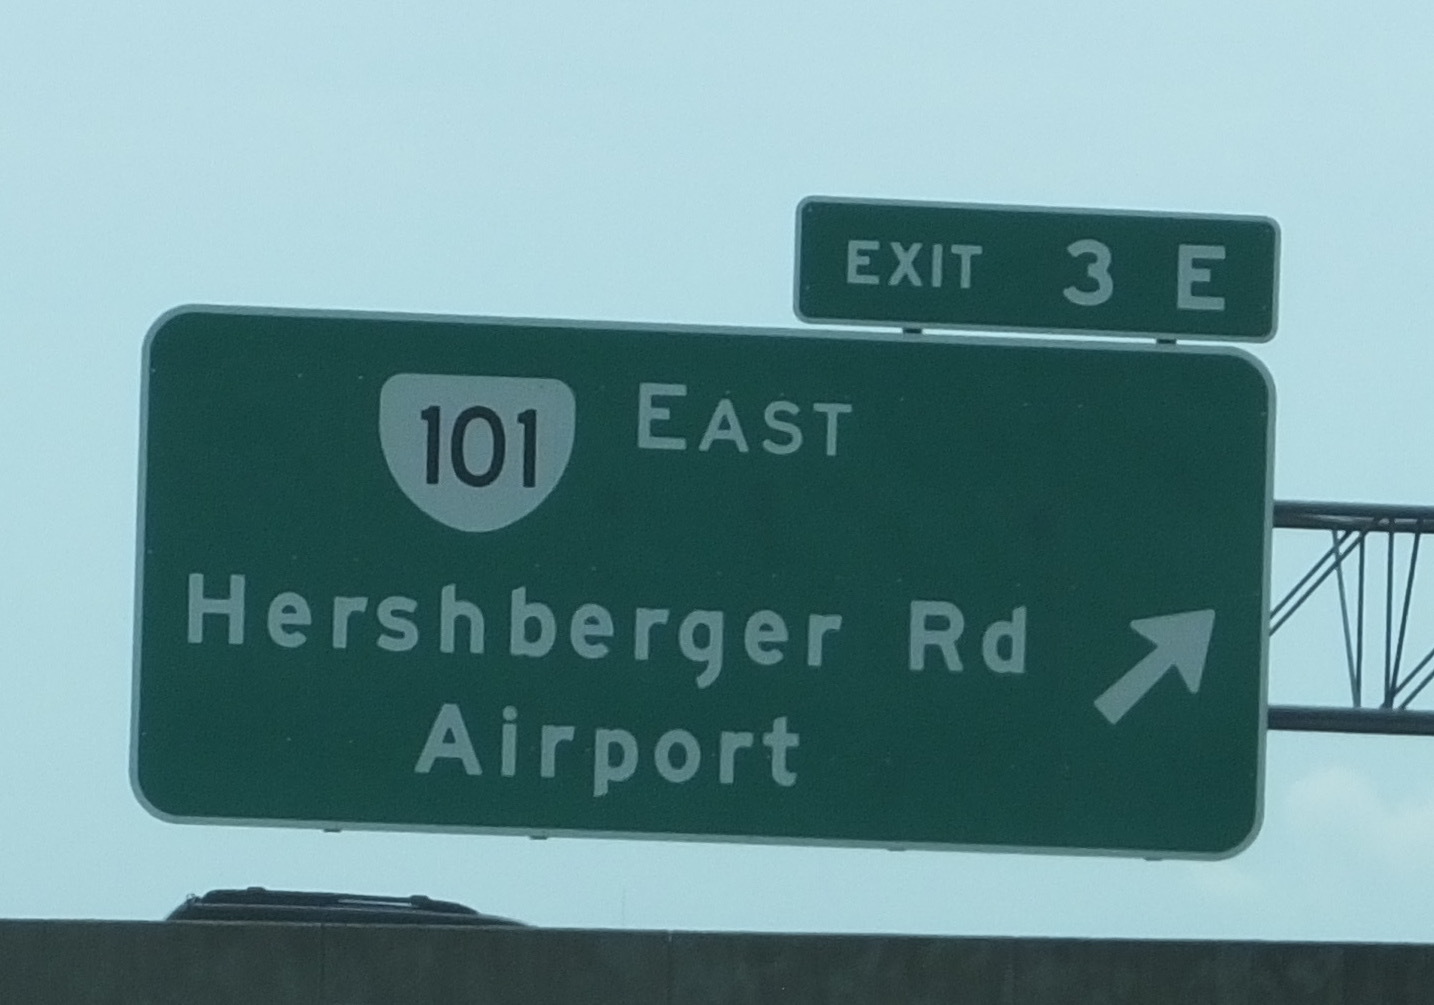 EXIT 3 E
101 EAST
Hershberger Rd
Airport